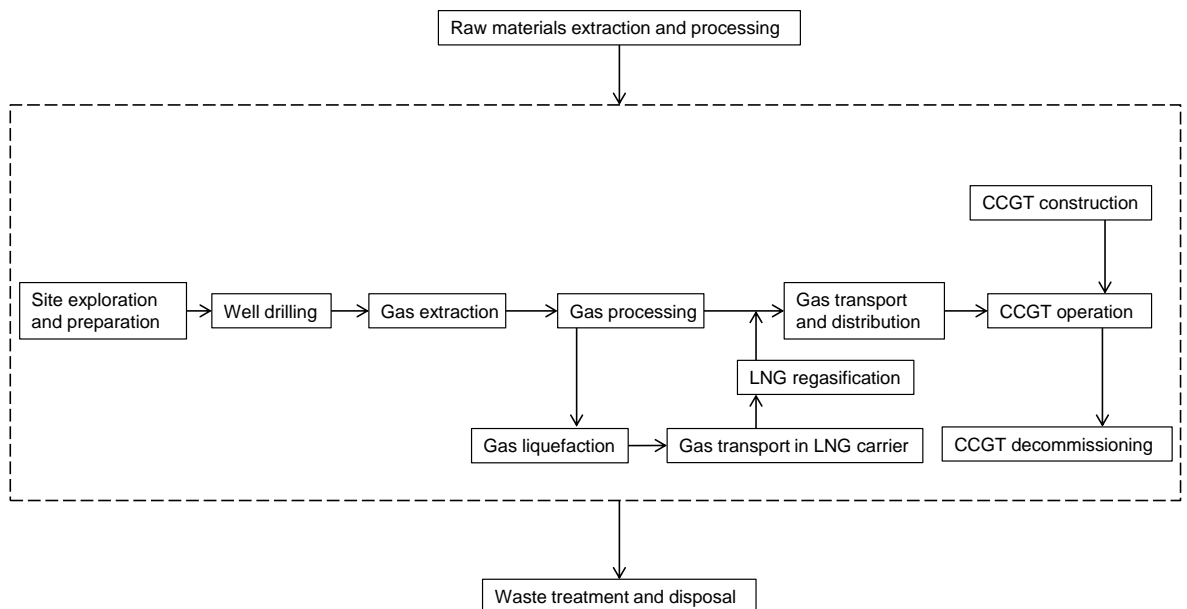 Raw materials extraction and processing
CCGT construction
Site exploration
and preparation
Well drilling
Gas extraction
Gas processing
Gas transport
and distribution
CCGT operation
LNG regasification
Gas liquefaction
Gas transport in LNG carrier
CCGT decommissioning
Waste treatment and disposal